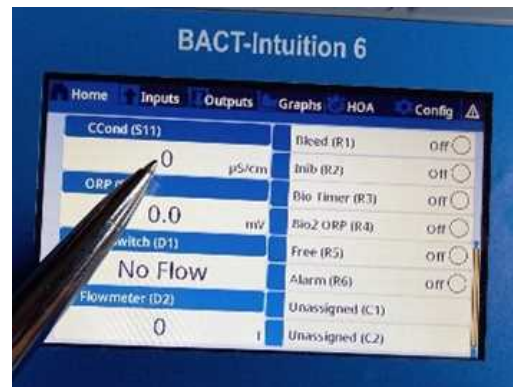 BACT-Intuition 6
Home Inputs Outputs Graphs HOA Config
CCond (S11)
0 µS/cm
ORP
0.0 mV
witch (D1)
No Flow
Flowmeter (D2)
0 l
Bleed (R1) Off
Inib (R2) Off
Bio Timer (R3) Off
Bio2 ORP (R4) Off
Free (R5) Off
Alarm (R6) Off
Unassigned (C1)
Unassigned (C2)